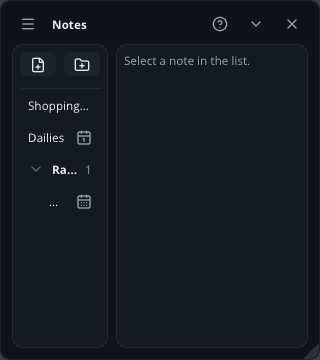 Notes
Select a note in the list.
Shopping...
Dailies
Ra... 1
...